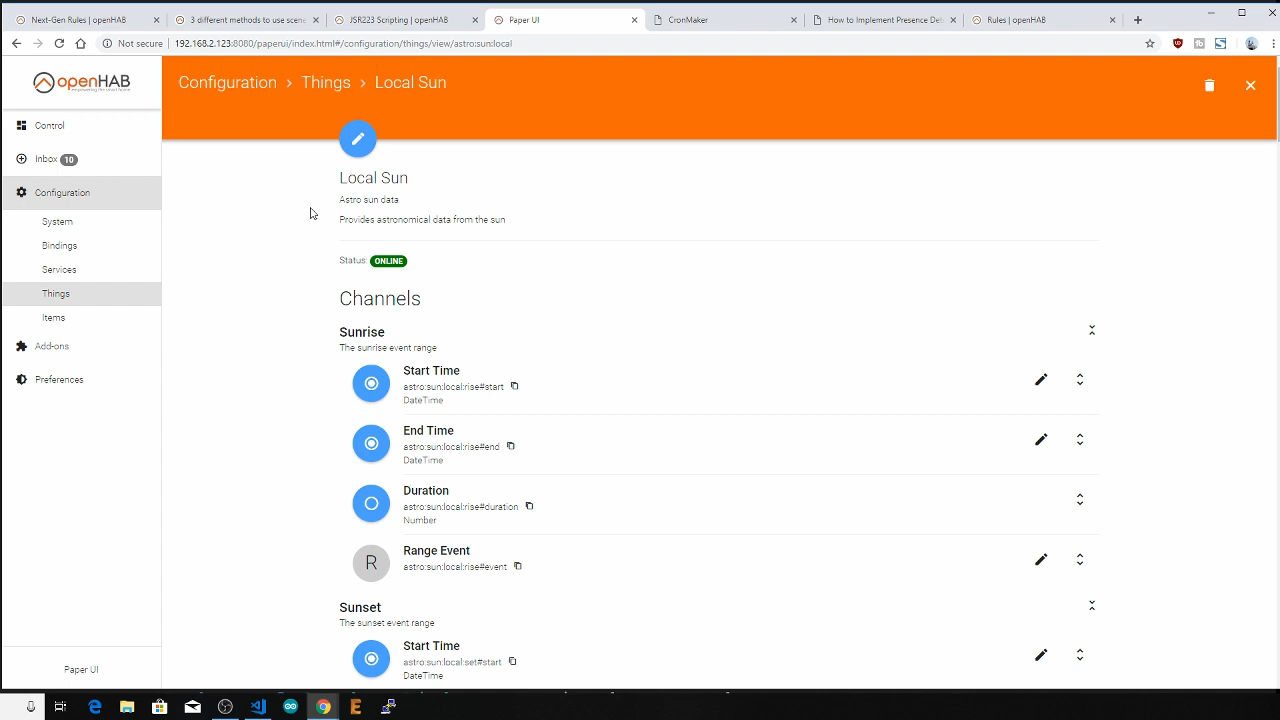 Next-Gen Rules | openHAB
3 different methods to use scene
JSR223 Scripting | openHAB
Paper UI
CronMaker
How to Implement Presence Det
Rules | openHAB
Not secure
192.168.2.123:8080/paperui/index.html#/configuration/things/view/astro:sun:local
openHAB
empowering the smart home
Configuration > Things > Local Sun
Control
Inbox 10
Configuration
System
Bindings
Services
Things
Items
Add-ons
Preferences
Paper UI
Local Sun
Astro sun data
Provides astronomical data from the sun
Status: ONLINE
Channels
Sunrise
The sunrise event range
Start Time
astro:sun:local:rise#start
DateTime
End Time
astro:sun:local:rise#end
DateTime
Duration
astro:sun:local:rise#duration
Number
R
Range Event
astro:sun:local:rise#event
Sunset
The sunset event range
Start Time
astro:sun:local:set#start
DateTime